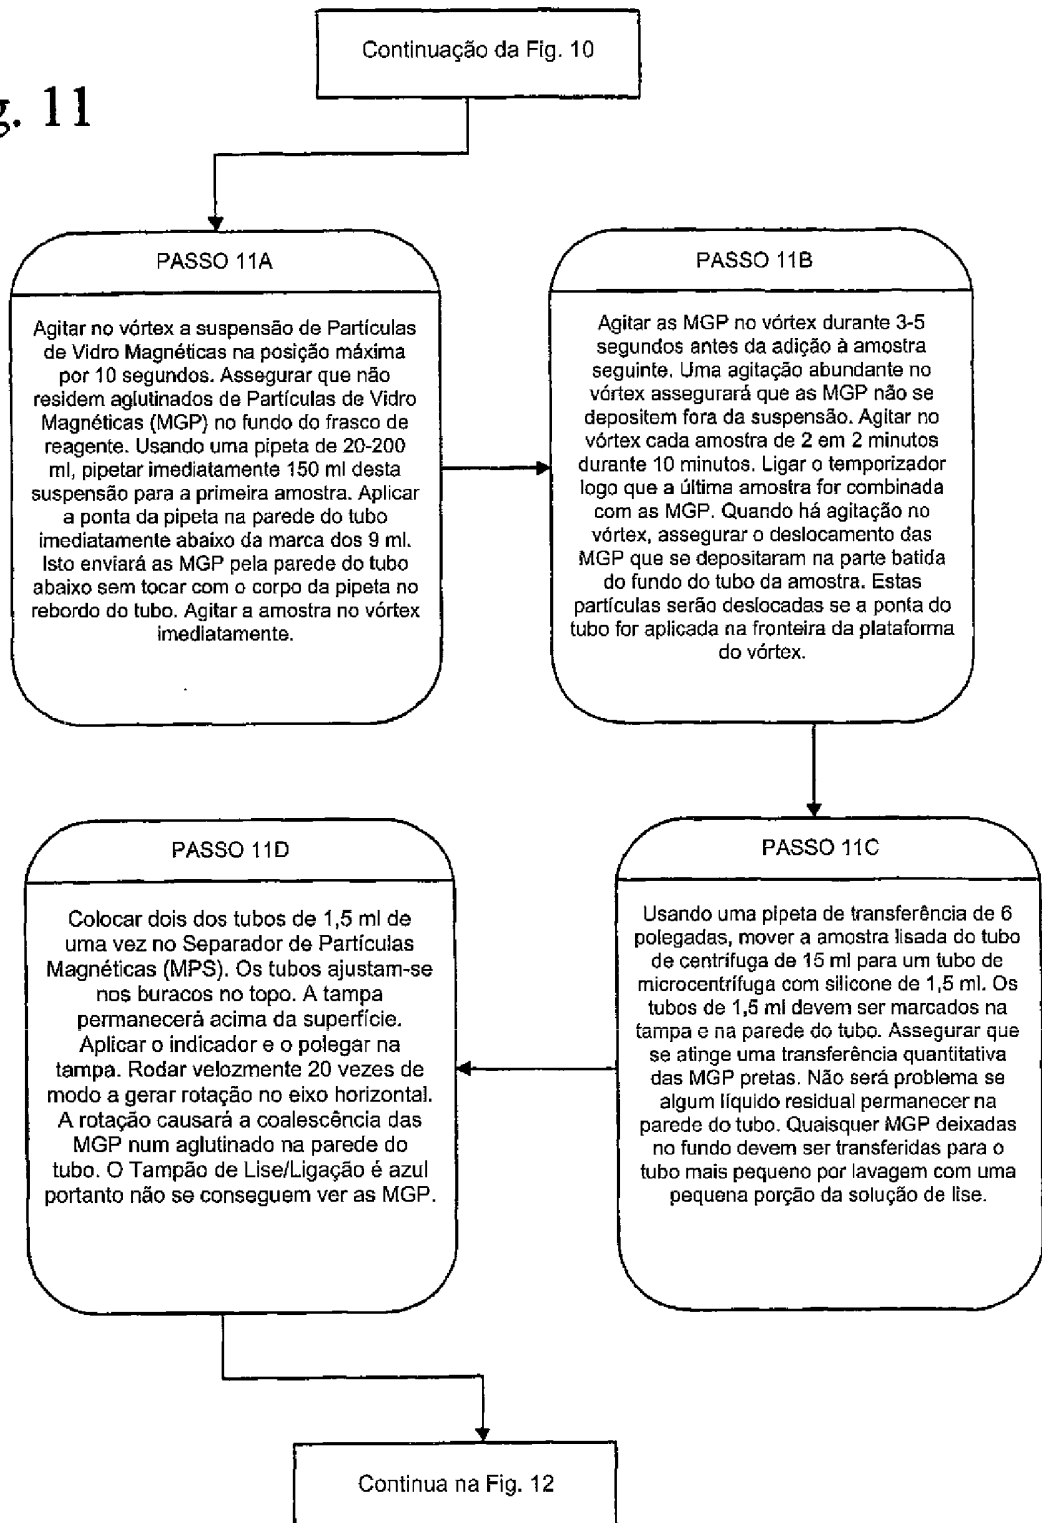 Continuação da Fig. 10
g. 11
PASSO 11A
Agitar no vórtex a suspensão de Partículas
de Vidro Magnéticas na posição máxima
por 10 segundos. Assegurar que não
residem aglutinados de Partículas de Vidro
Magnéticas (MGP) no fundo do frasco de
reagente. Usando uma pipeta de 20-200
ml, pipetar imediatamente 150 ml desta
suspensão para a primeira amostra. Aplicar
a ponta da pipeta na parede do tubo
imediatamente abaixo da marca dos 9 ml.
Isto enviará as MGP pela parede do tubo
abaixo sem tocar com o corpo da pipeta no
rebordo do tubo. Agitar a amostra no vórtex
imediatamente.
PASSO 11B
Agitar as MGP no vórtex durante 3-5
segundos antes da adição à amostra
seguinte. Uma agitação abundante no
vórtex assegurará que as MGP não se
depositem fora da suspensão. Agitar no
vórtex cada amostra de 2 em 2 minutos
durante 10 minutos. Ligar o temporizador
logo que a última amostra for combinada
com as MGP. Quando há agitação no
vórtex, assegurar o deslocamento das
MGP que se depositaram na parte batida
do fundo do tubo da amostra. Estas
partículas serão deslocadas se a ponta do
tubo for aplicada na fronteira da plataforma
do vórtex.
PASSO 11C
Usando uma pipeta de transferência de 6
polegadas, mover a amostra lisada do tubo
de centrífuga de 15 ml para um tubo de
microcentrífuga com silicone de 1,5 ml. Os
tubos de 1,5 ml devem ser marcados na
tampa e na parede do tubo. Assegurar que
se atinge uma transferência quantitativa
das MGP pretas. Não será problema se
algum líquido residual permanecer na
parede do tubo. Quaisquer MGP deixadas
no fundo devem ser transferidas para o
tubo mais pequeno por lavagem com uma
pequena porção da solução de lise.
PASSO 11D
Colocar dois dos tubos de 1,5 ml de
uma vez no Separador de Partículas
Magnéticas (MPS). Os tubos ajustam-se
nos buracos no topo. A tampa
permanecerá acima da superfície.
Aplicar o indicador e o polegar na
tampa. Rodar velozmente 20 vezes de
modo a gerar rotação no eixo horizontal.
A rotação causará a coalescência das
MGP num aglutinado na parede do
tubo. O Tampão de Lise/Ligação é azul
portanto não se conseguem ver as MGP.
Continua na Fig. 12